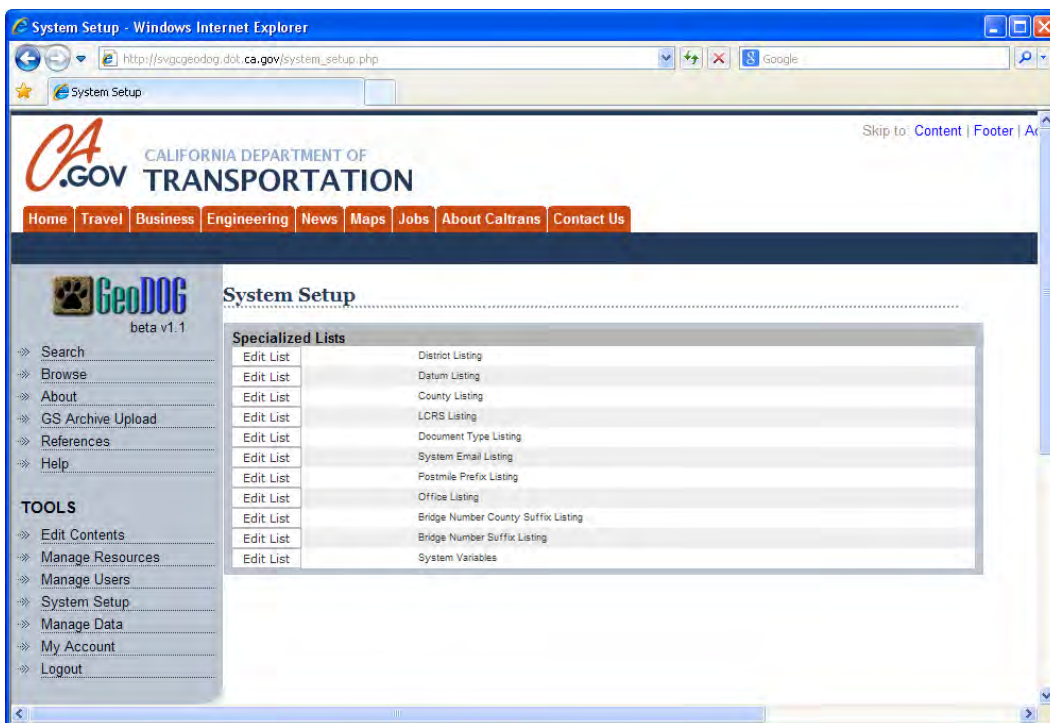 System Setup - Windows Internet Explorer
http://svgcgeodog.dot.ca.gov/system_setup.php
Google
System Setup
Skip to: Content | Footer |
CA.GOV
CALIFORNIA DEPARTMENT OF
TRANSPORTATION
Home Travel Business Engineering News Maps Jobs About Caltrans Contact Us
GeoDOG
beta v1.1
Search
Browse
About
GS Archive Upload
References
Help
TOOLS
Edit Contents
Manage Resources
Manage Users
System Setup
Manage Data
My Account
Logout
System Setup
Specialized Lists
Edit List District Listing
Edit List Datum Listing
Edit List County Listing
Edit List LCRS Listing
Edit List Document Type Listing
Edit List System Email Listing
Edit List Postmile Prefix Listing
Edit List Office Listing
Edit List Bridge Number County Suffix Listing
Edit List Bridge Number Suffix Listing
Edit List System Variables